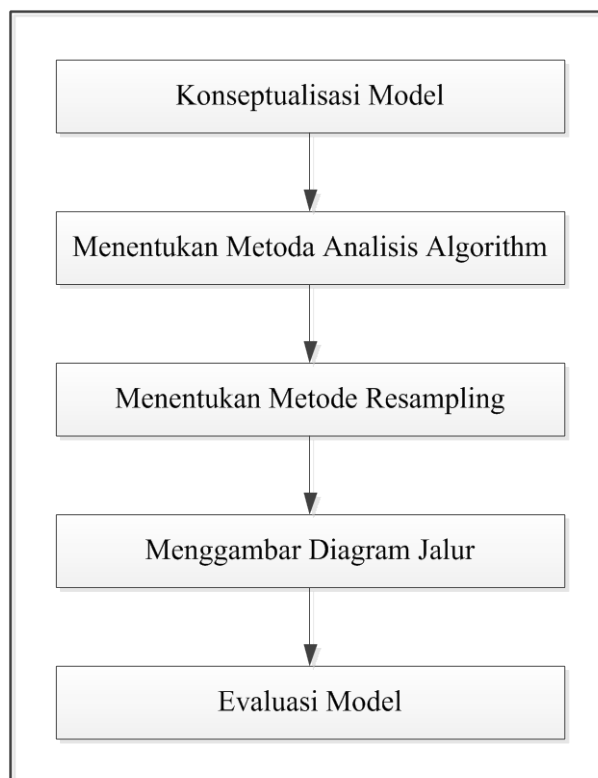 Konseptualisasi Model
Menentukan Metoda Analisis Algorithm
Menentukan Metode Resampling
Menggambar Diagram Jalur
Evaluasi Model